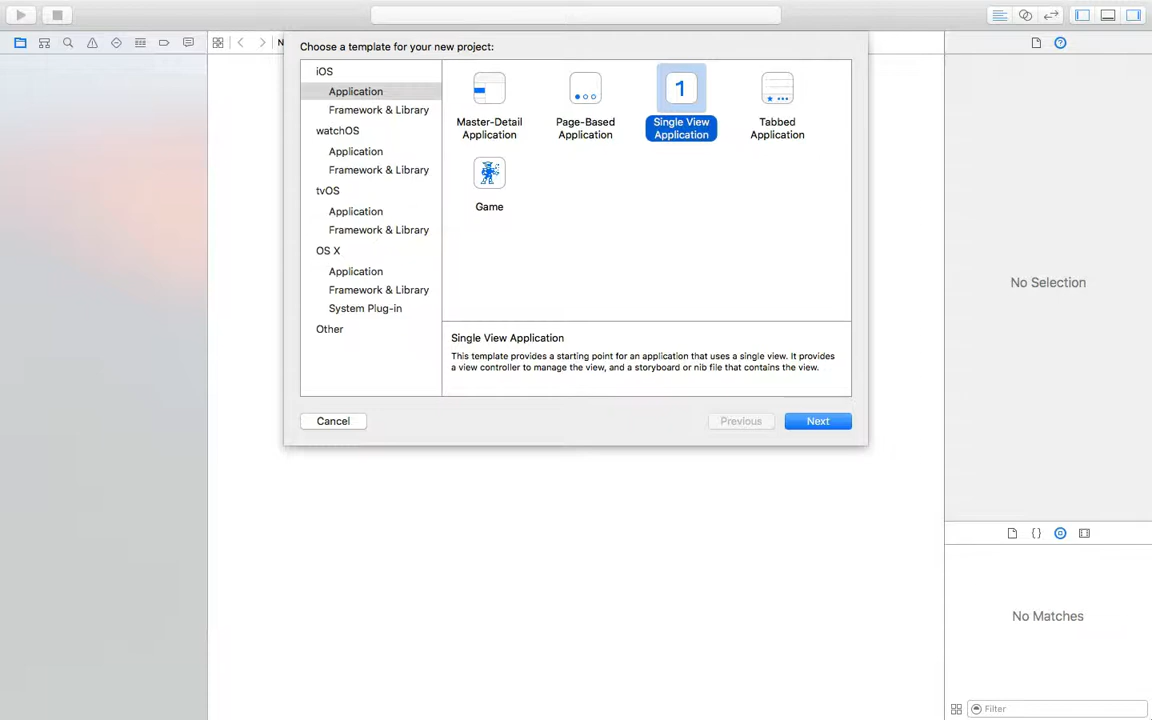 N
Choose a template for your new project:
iOS
Application
Framework & Library
watchOS
Application
Framework & Library
tvOS
Application
Framework & Library
OS X
Application
Framework & Library
System Plug-in
Other
Master-Detail
Application
Page-Based
Application
1
Single View
Application
Tabbed
Application
Game
Single View Application
This template provides a starting point for an application that uses a single view. It provides
a view controller to manage the view, and a storyboard or nib file that contains the view.
Cancel
Previous
Next
No Selection
{ }
No Matches
Filter